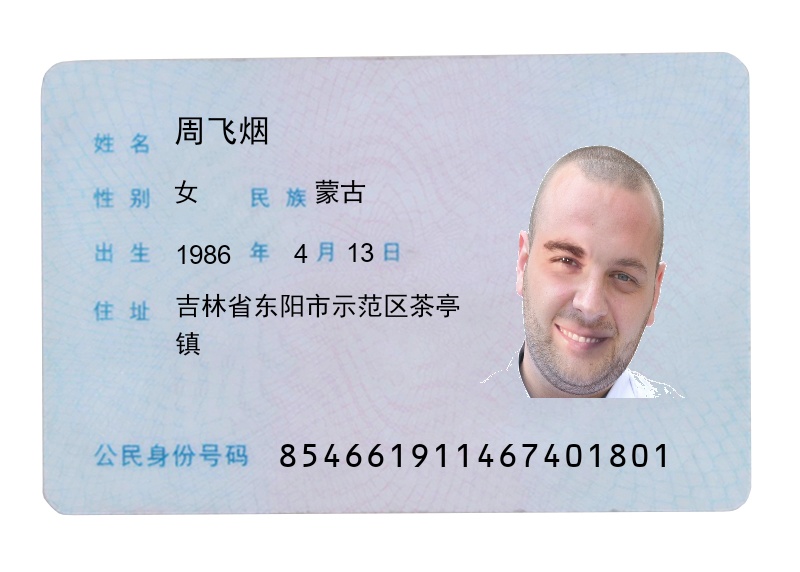 姓名 周飞烟
性别 女 民族 蒙古
出生 1986 年 4 月 13 日
住址 吉林省东阳市示范区茶亭
镇
公民身份号码 854661911467401801